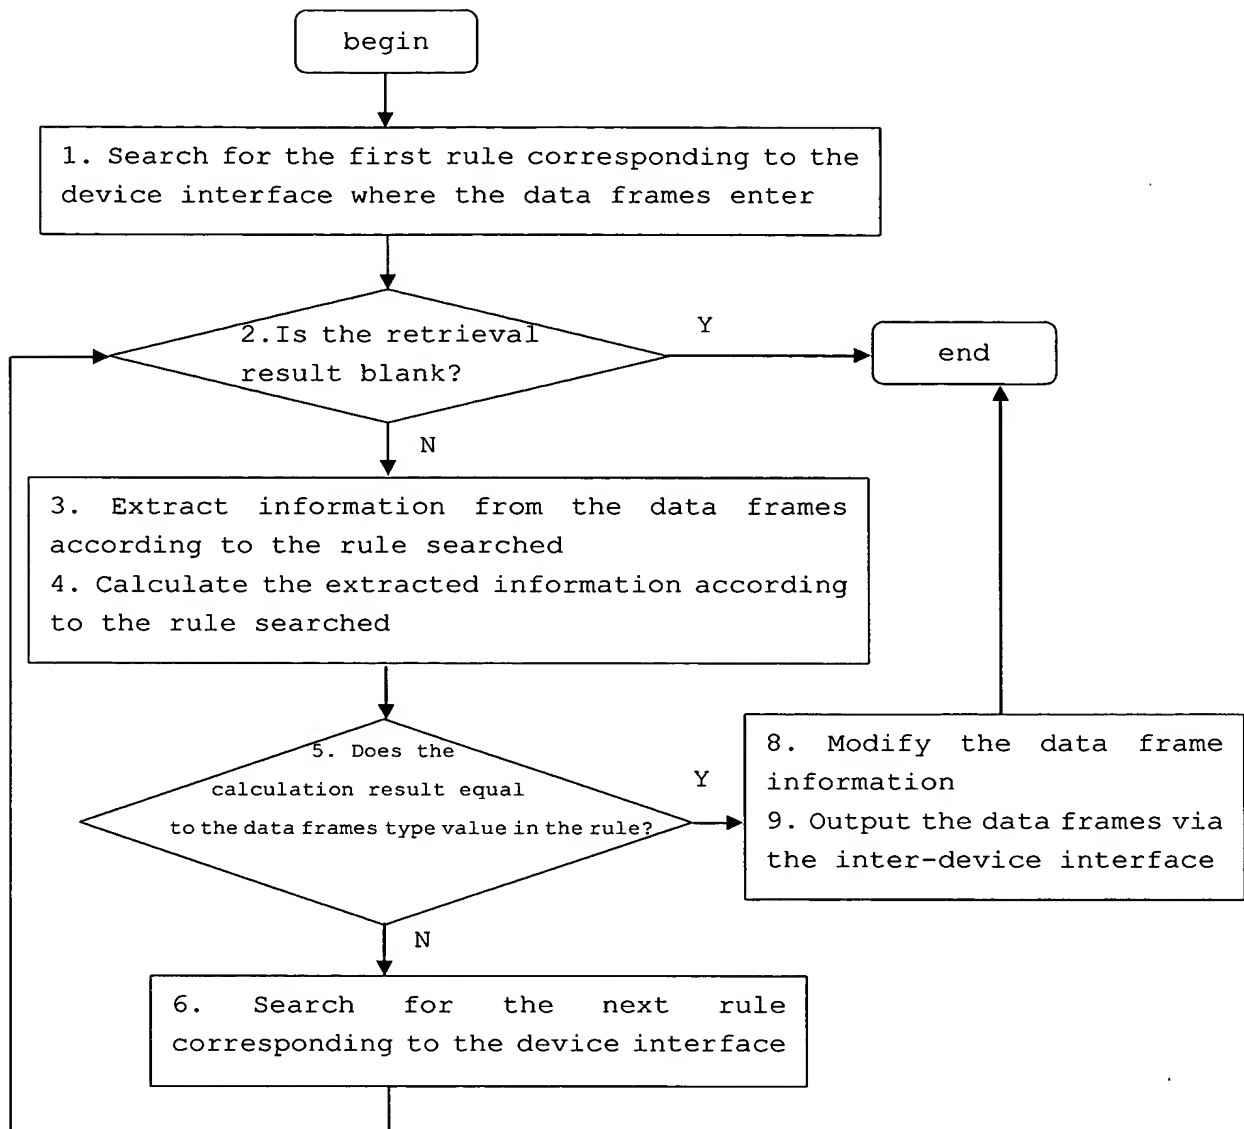 begin
1. Search for the first rule corresponding to the
device interface where the data frames enter
2.Is the retrieval
result blank?
Y
end
N
3. Extract information from the data frames
according to the rule searched
4. Calculate the extracted information according
to the rule searched
5. Does the
calculation result equal
to the data frames type value in the rule?
Y
8. Modify the data frame
information
9. Output the data frames via
the inter-device interface
N
6. Search for the next rule
corresponding to the device interface